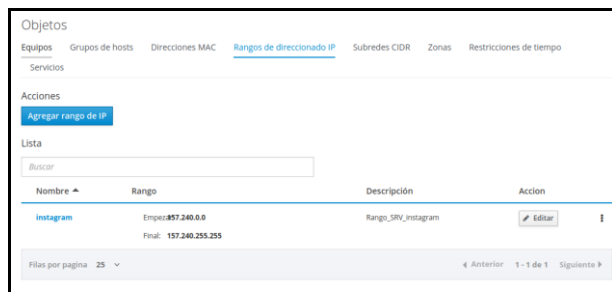 Objetos
Equipos Grupos de hosts Direcciones MAC Rangos de direccionado IP Subredes CIDR Zonas Restricciones de tiempo
Servicios
Acciones
Agregar rango de IP
Lista
Buscar
Nombre Rango Descripción Accion
instagram Empeza 157.240.0.0 Rango_SRV_Instagram Editar
Final: 157.240.255.255
Filas por pagina 25 Anterior 1 - 1 de 1 Siguiente